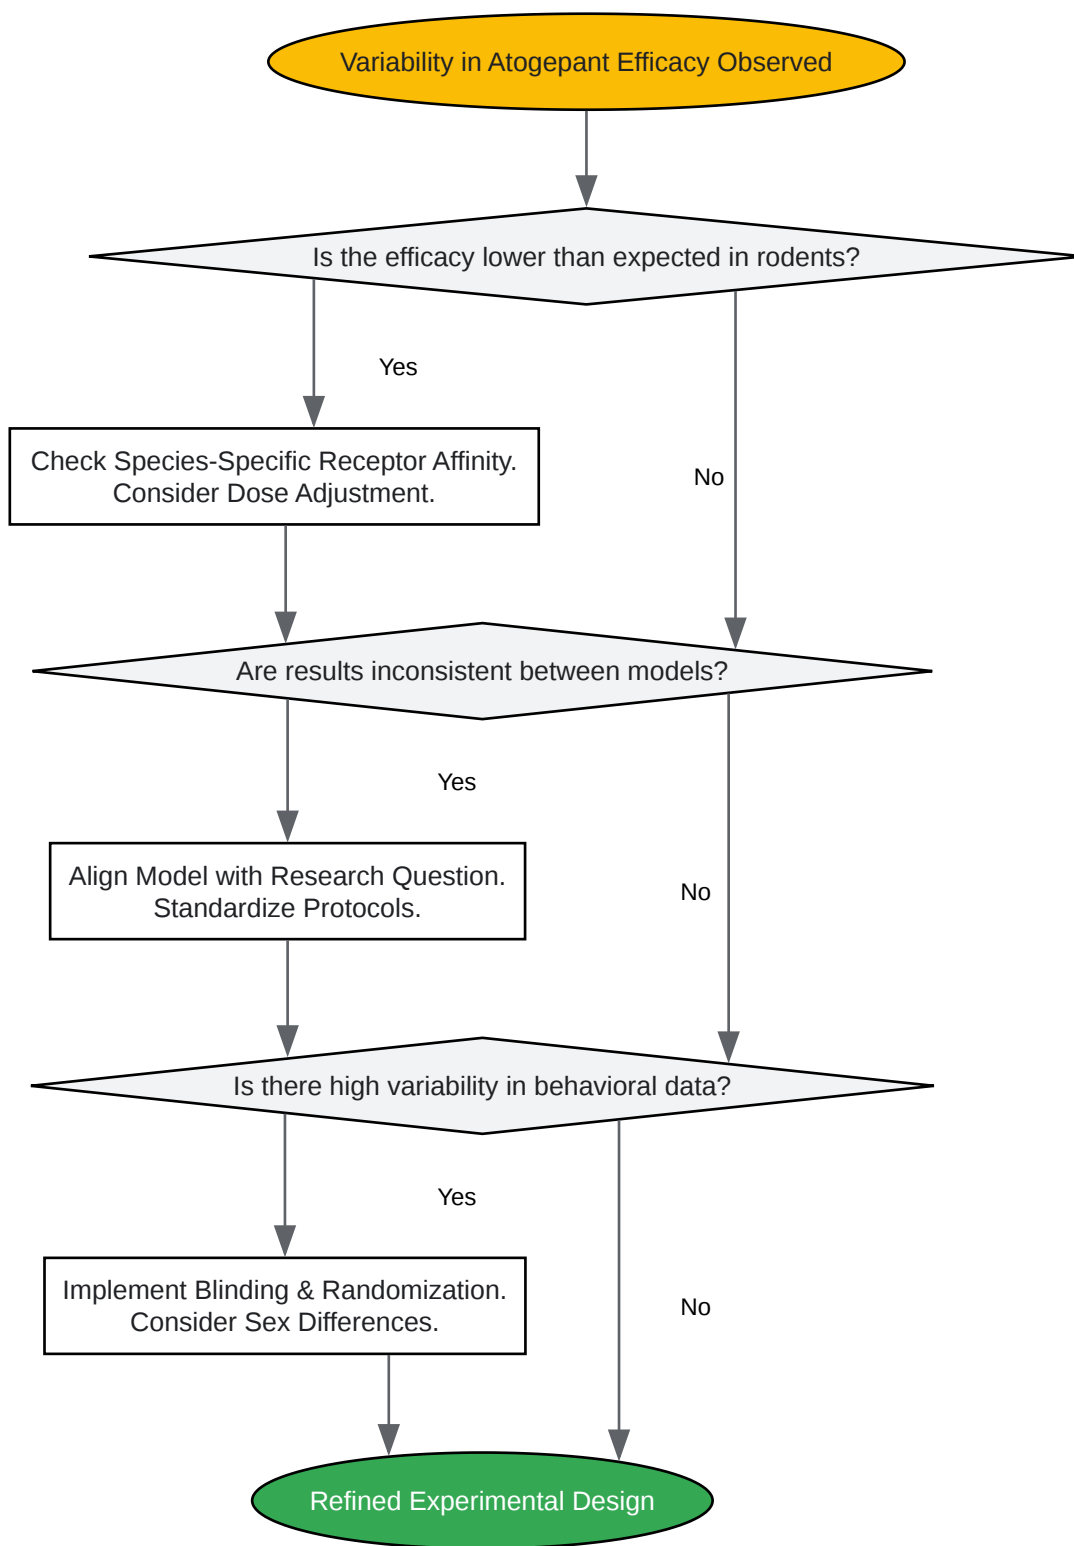 Variability in Atogepant Efficacy Observed
Is the efficacy lower than expected in rodents?
Yes
Check Species-Specific Receptor Affinity.
Consider Dose Adjustment.
No
Are results inconsistent between models?
Yes
Align Model with Research Question.
Standardize Protocols.
No
Is there high variability in behavioral data?
Yes
Implement Blinding & Randomization.
Consider Sex Differences.
No
Refined Experimental Design